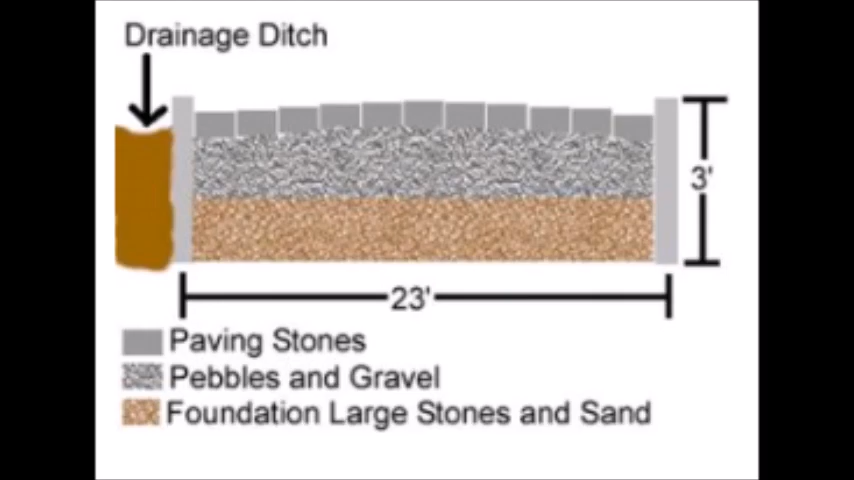 Drainage Ditch
3'
23'
Paving Stones
Pebbles and Gravel
Foundation Large Stones and Sand